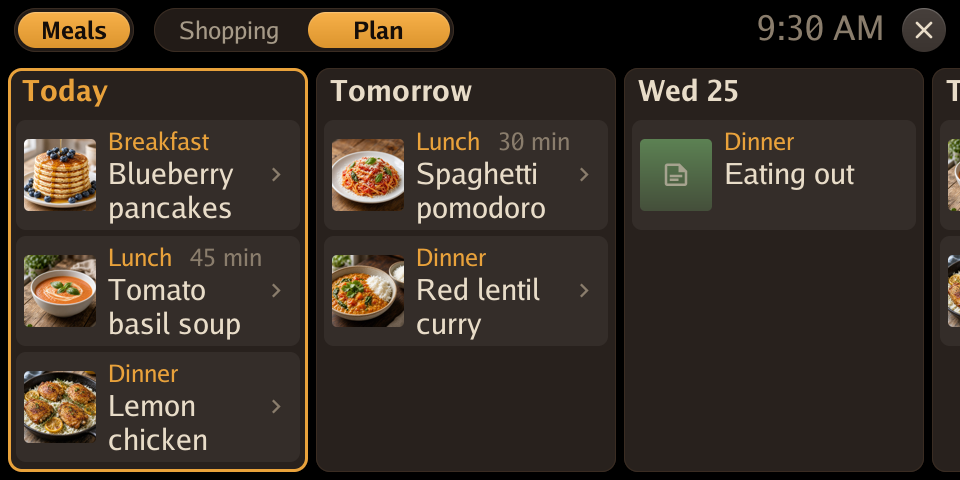 Meals
Shopping
Plan
9:30 AM
Today
Breakfast
Blueberry
pancakes
Lunch 45 min
Tomato
basil soup
Dinner
Lemon
chicken
Tomorrow
Lunch 30 min
Spaghetti
pomodoro
Dinner
Red lentil
curry
Wed 25
Dinner
Eating out